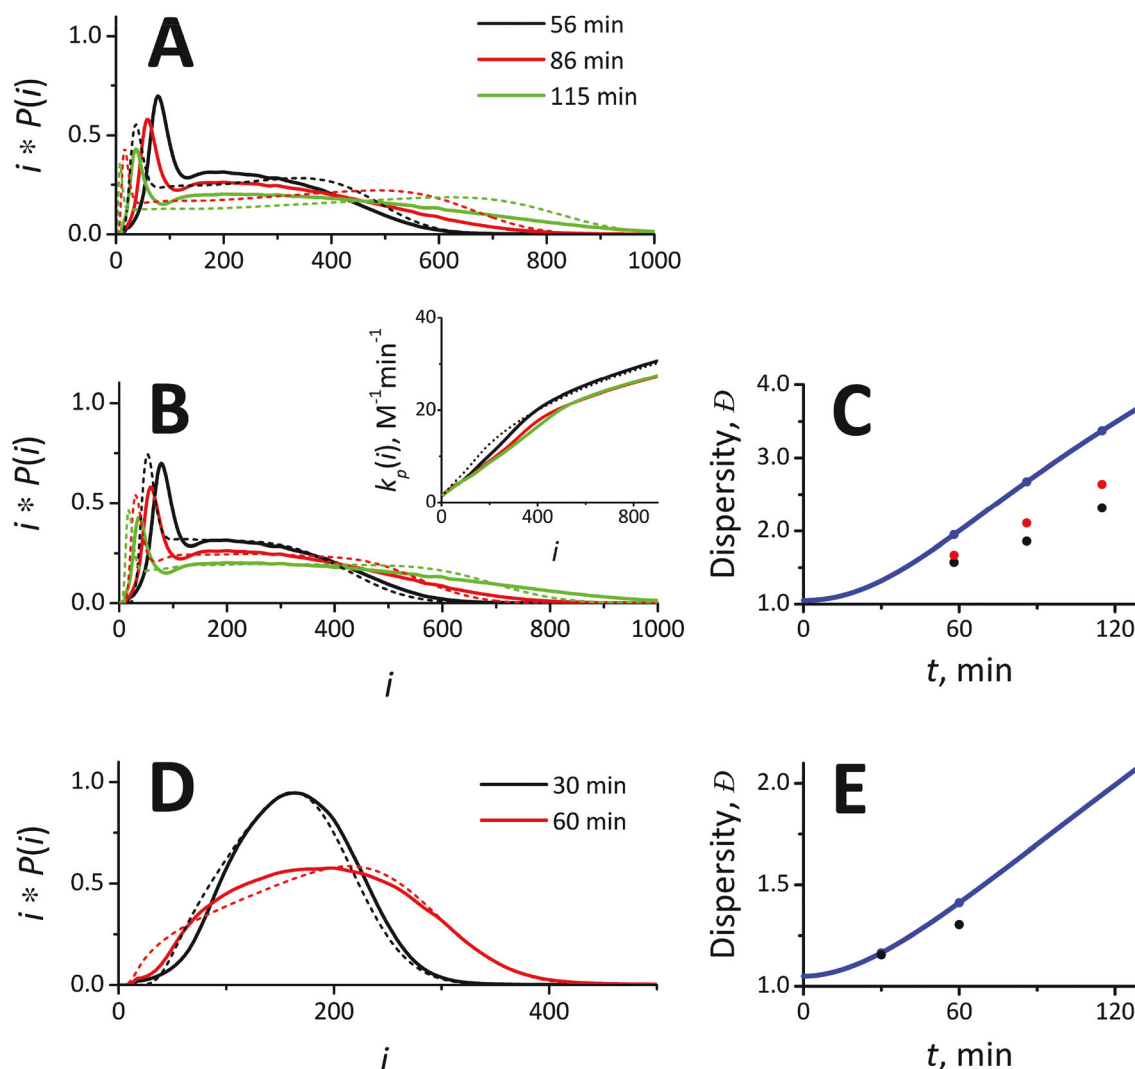 A
56 min
86 min
115 min
i * P(i)
1.0
0.5
0.0
0 200 400 600 800 1000
B
i * P(i)
1.0
0.5
0.0
0 200 400 600 800 1000
i
kp(i), M-1min-1
40
20
0
0 400 800
i
C
Dispersity, Đ
4.0
3.0
2.0
1.0
0 60 120
t, min
D
30 min
60 min
i * P(i)
1.0
0.5
0.0
0 200 400
i
E
Dispersity, Đ
2.0
1.5
1.0
0 60 120
t, min